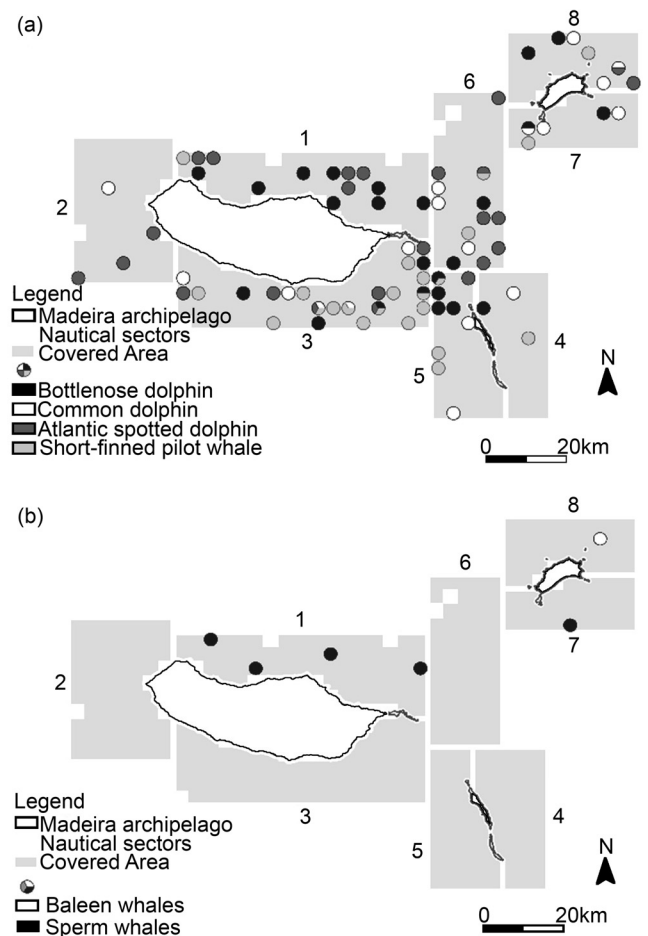 (a)
8
6
1
2
7
Legend
Madeira archipelago
Nautical sectors
Covered Area
3
4
5
N
Bottlenose dolphin
Common dolphin
Atlantic spotted dolphin
Short-finned pilot whale
0 20km
(b)
8
6
1
2
7
Legend
Madeira archipelago
Nautical sectors
Covered Area
3
4
5
N
Baleen whales
Sperm whales
0 20km